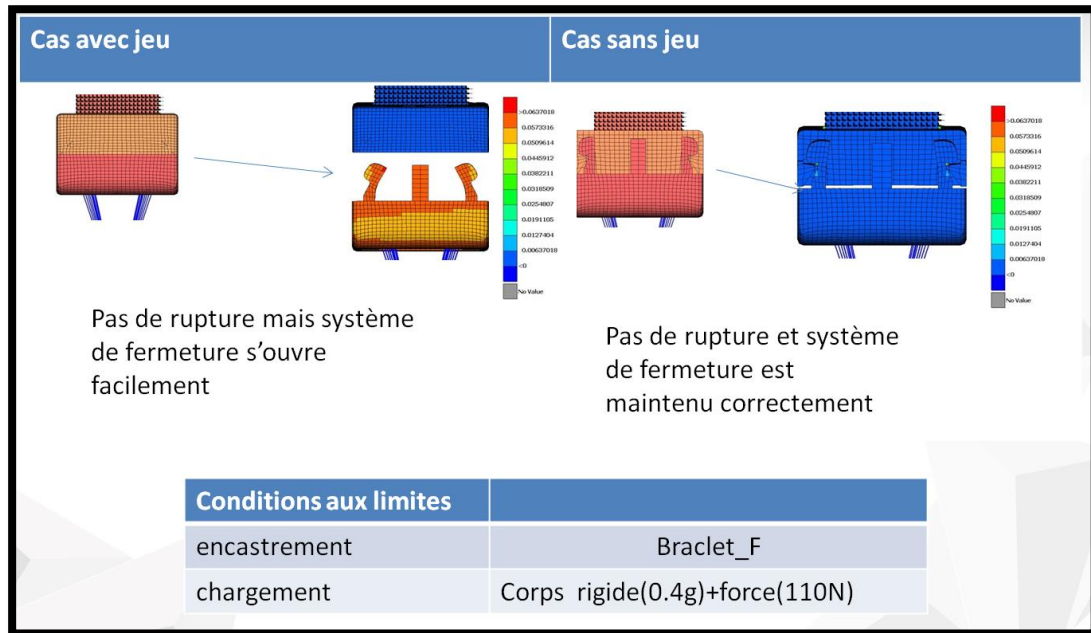 Cas avec jeu
Cas sans jeu
>0.0637018
0.0573316
0.0509614
0.0445912
0.0382211
0.0318509
0.0254807
0.0191105
0.0127404
0.00637018
<0
No Value
>0.0637018
0.0573316
0.0509614
0.0445912
0.0382211
0.0318509
0.0254807
0.0191105
0.0127404
0.00637018
<0
No Value
Pas de rupture mais système
de fermeture s'ouvre
facilement
Pas de rupture et système
de fermeture est
maintenu correctement
Conditions aux limites
encastrement Braclet_F
chargement Corps rigide(0.4g)+force(110N)